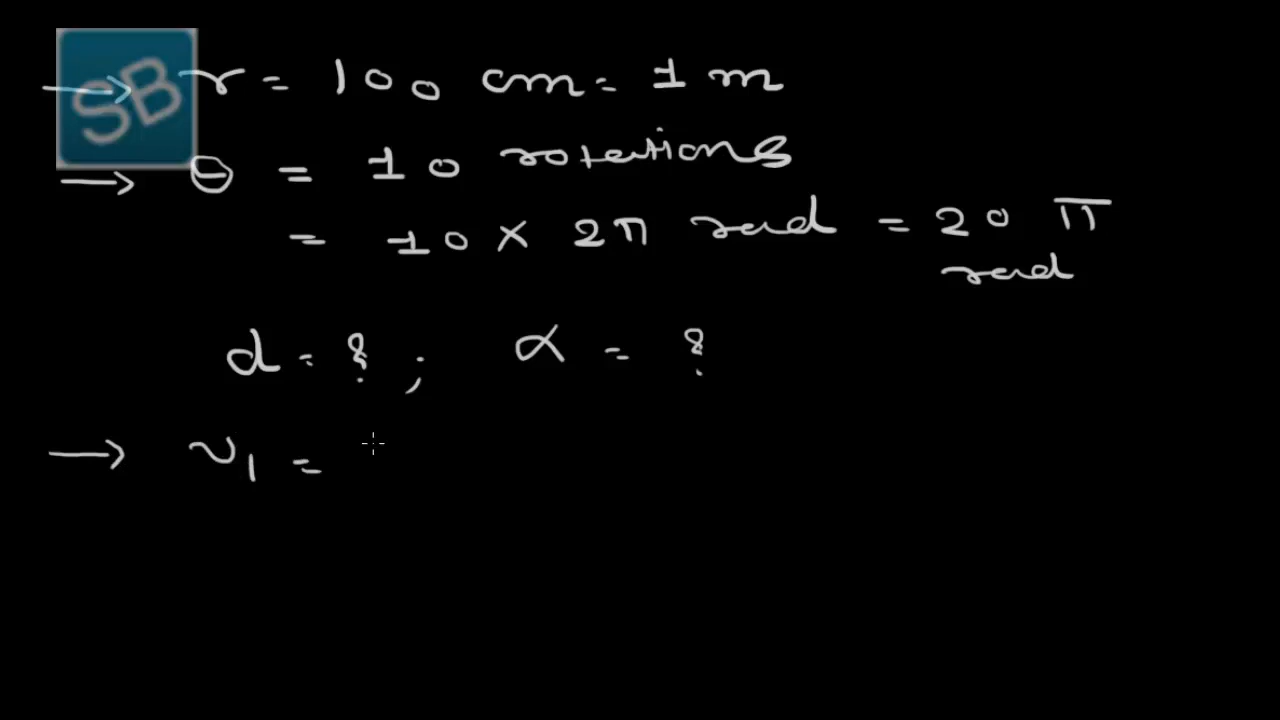 SB
→ r = 100 cm = 1 m
→ θ = 10 rotations
= 10 × 2π rad = 20 π
rad
d = ? ; α = ?
→ v₁ =